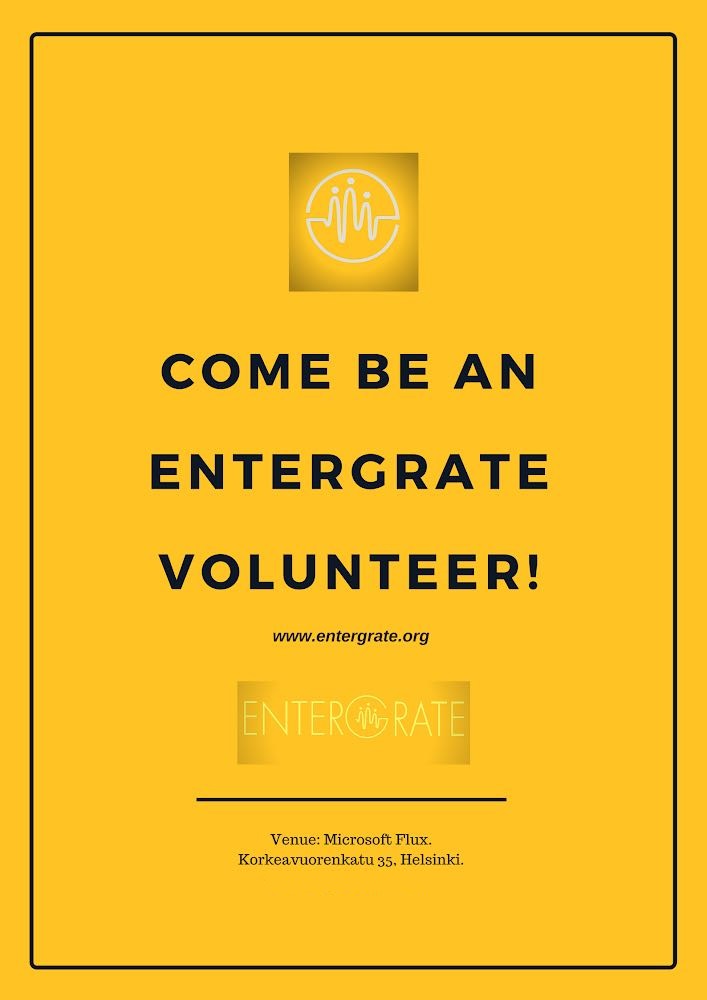 COME BE AN
ENTERGRATE
VOLUNTEER!
www.entergrate.org
ENTERGRATE
Venue: Microsoft Flux.
Korkeavuorenkatu 35, Helsinki.